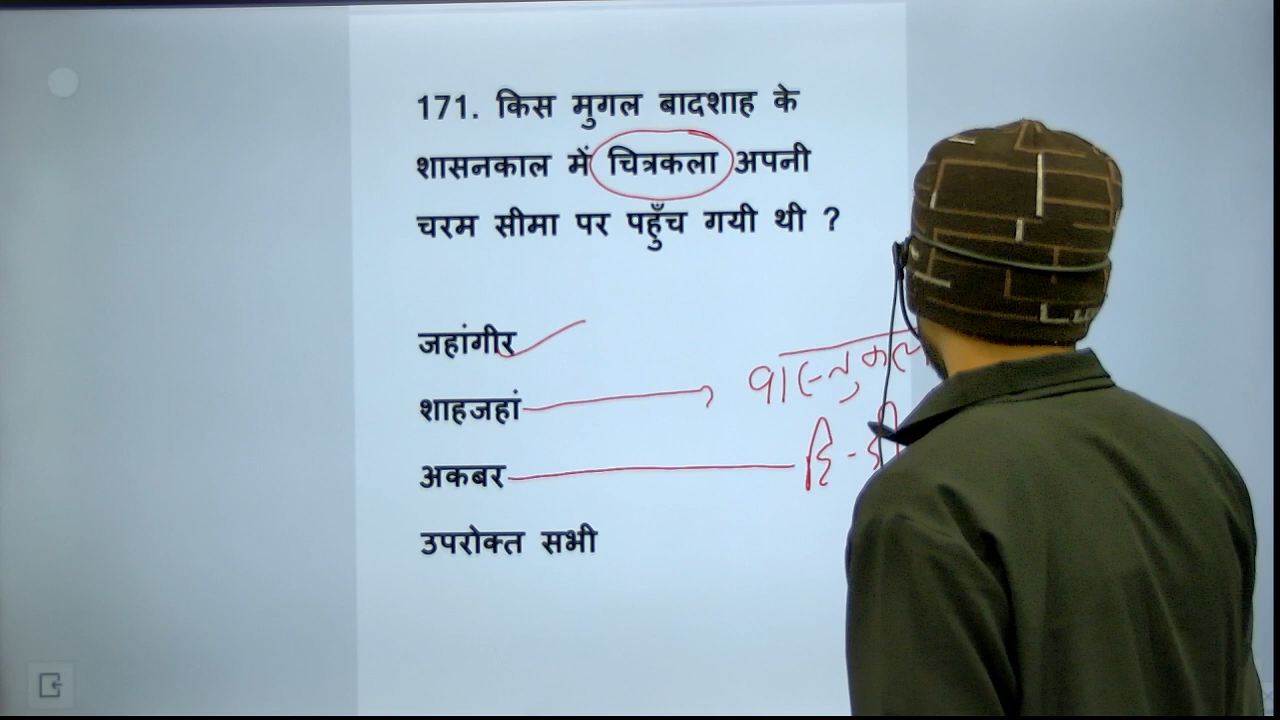 171. किस मुगल बादशाह के
शासनकाल में चित्रकला अपनी
चरम सीमा पर पहुँच गयी थी ?
जहांगीर
शाहजहां
अकबर
उपरोक्त सभी